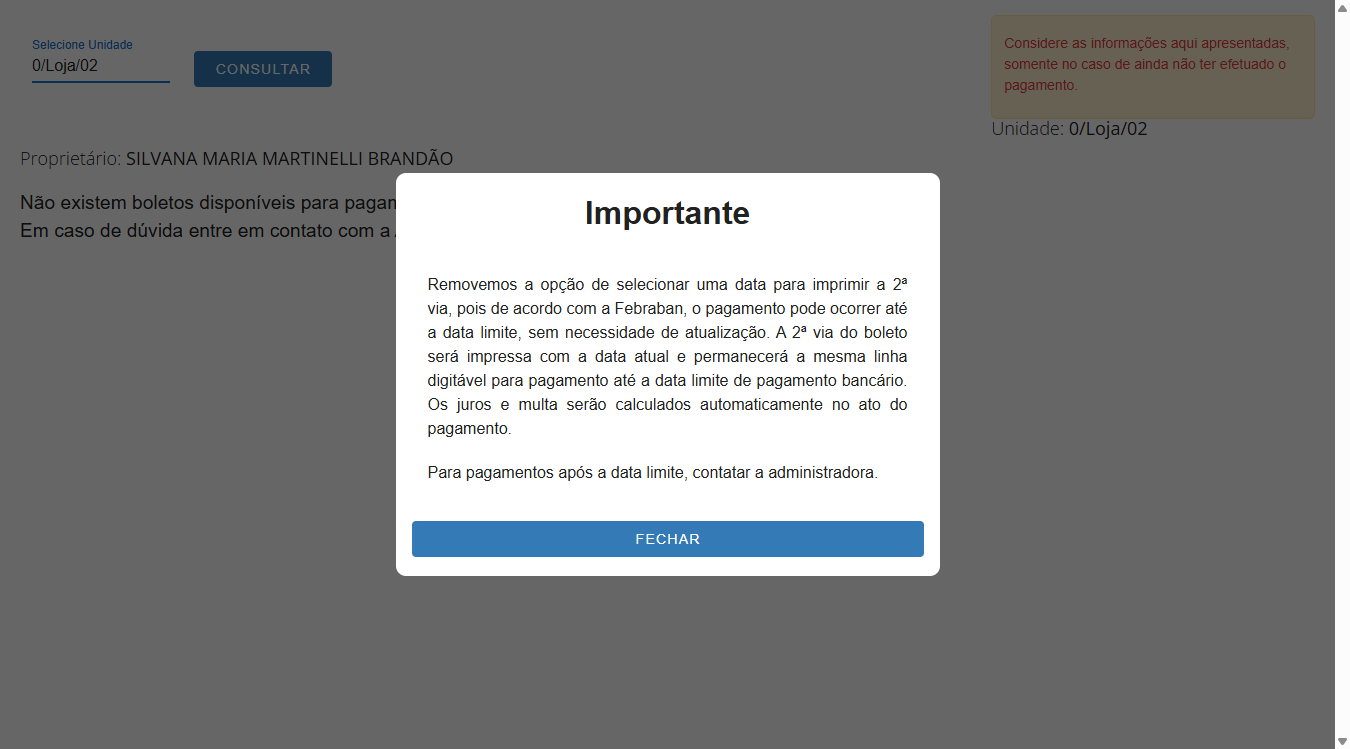 Selecione Unidade
0/Loja/02
CONSULTAR
Considere as informações aqui apresentadas,
somente no caso de ainda não ter efetuado o
pagamento.
Unidade: 0/Loja/02
Proprietário: SILVANA MARIA MARTINELLI BRANDÃO
Não existem boletos disponíveis para
Em caso de dúvida entre em contato com a
Importante
Removemos a opção de selecionar uma data para imprimir a 2ª
via, pois de acordo com a Febraban, o pagamento pode ocorrer até
a data limite, sem necessidade de atualização. A 2ª via do boleto
será impressa com a data atual e permanecerá a mesma linha
digitável para pagamento até a data limite de pagamento bancário.
Os juros e multa serão calculados automaticamente no ato do
pagamento.
Para pagamentos após a data limite, contatar a administradora.
FECHAR